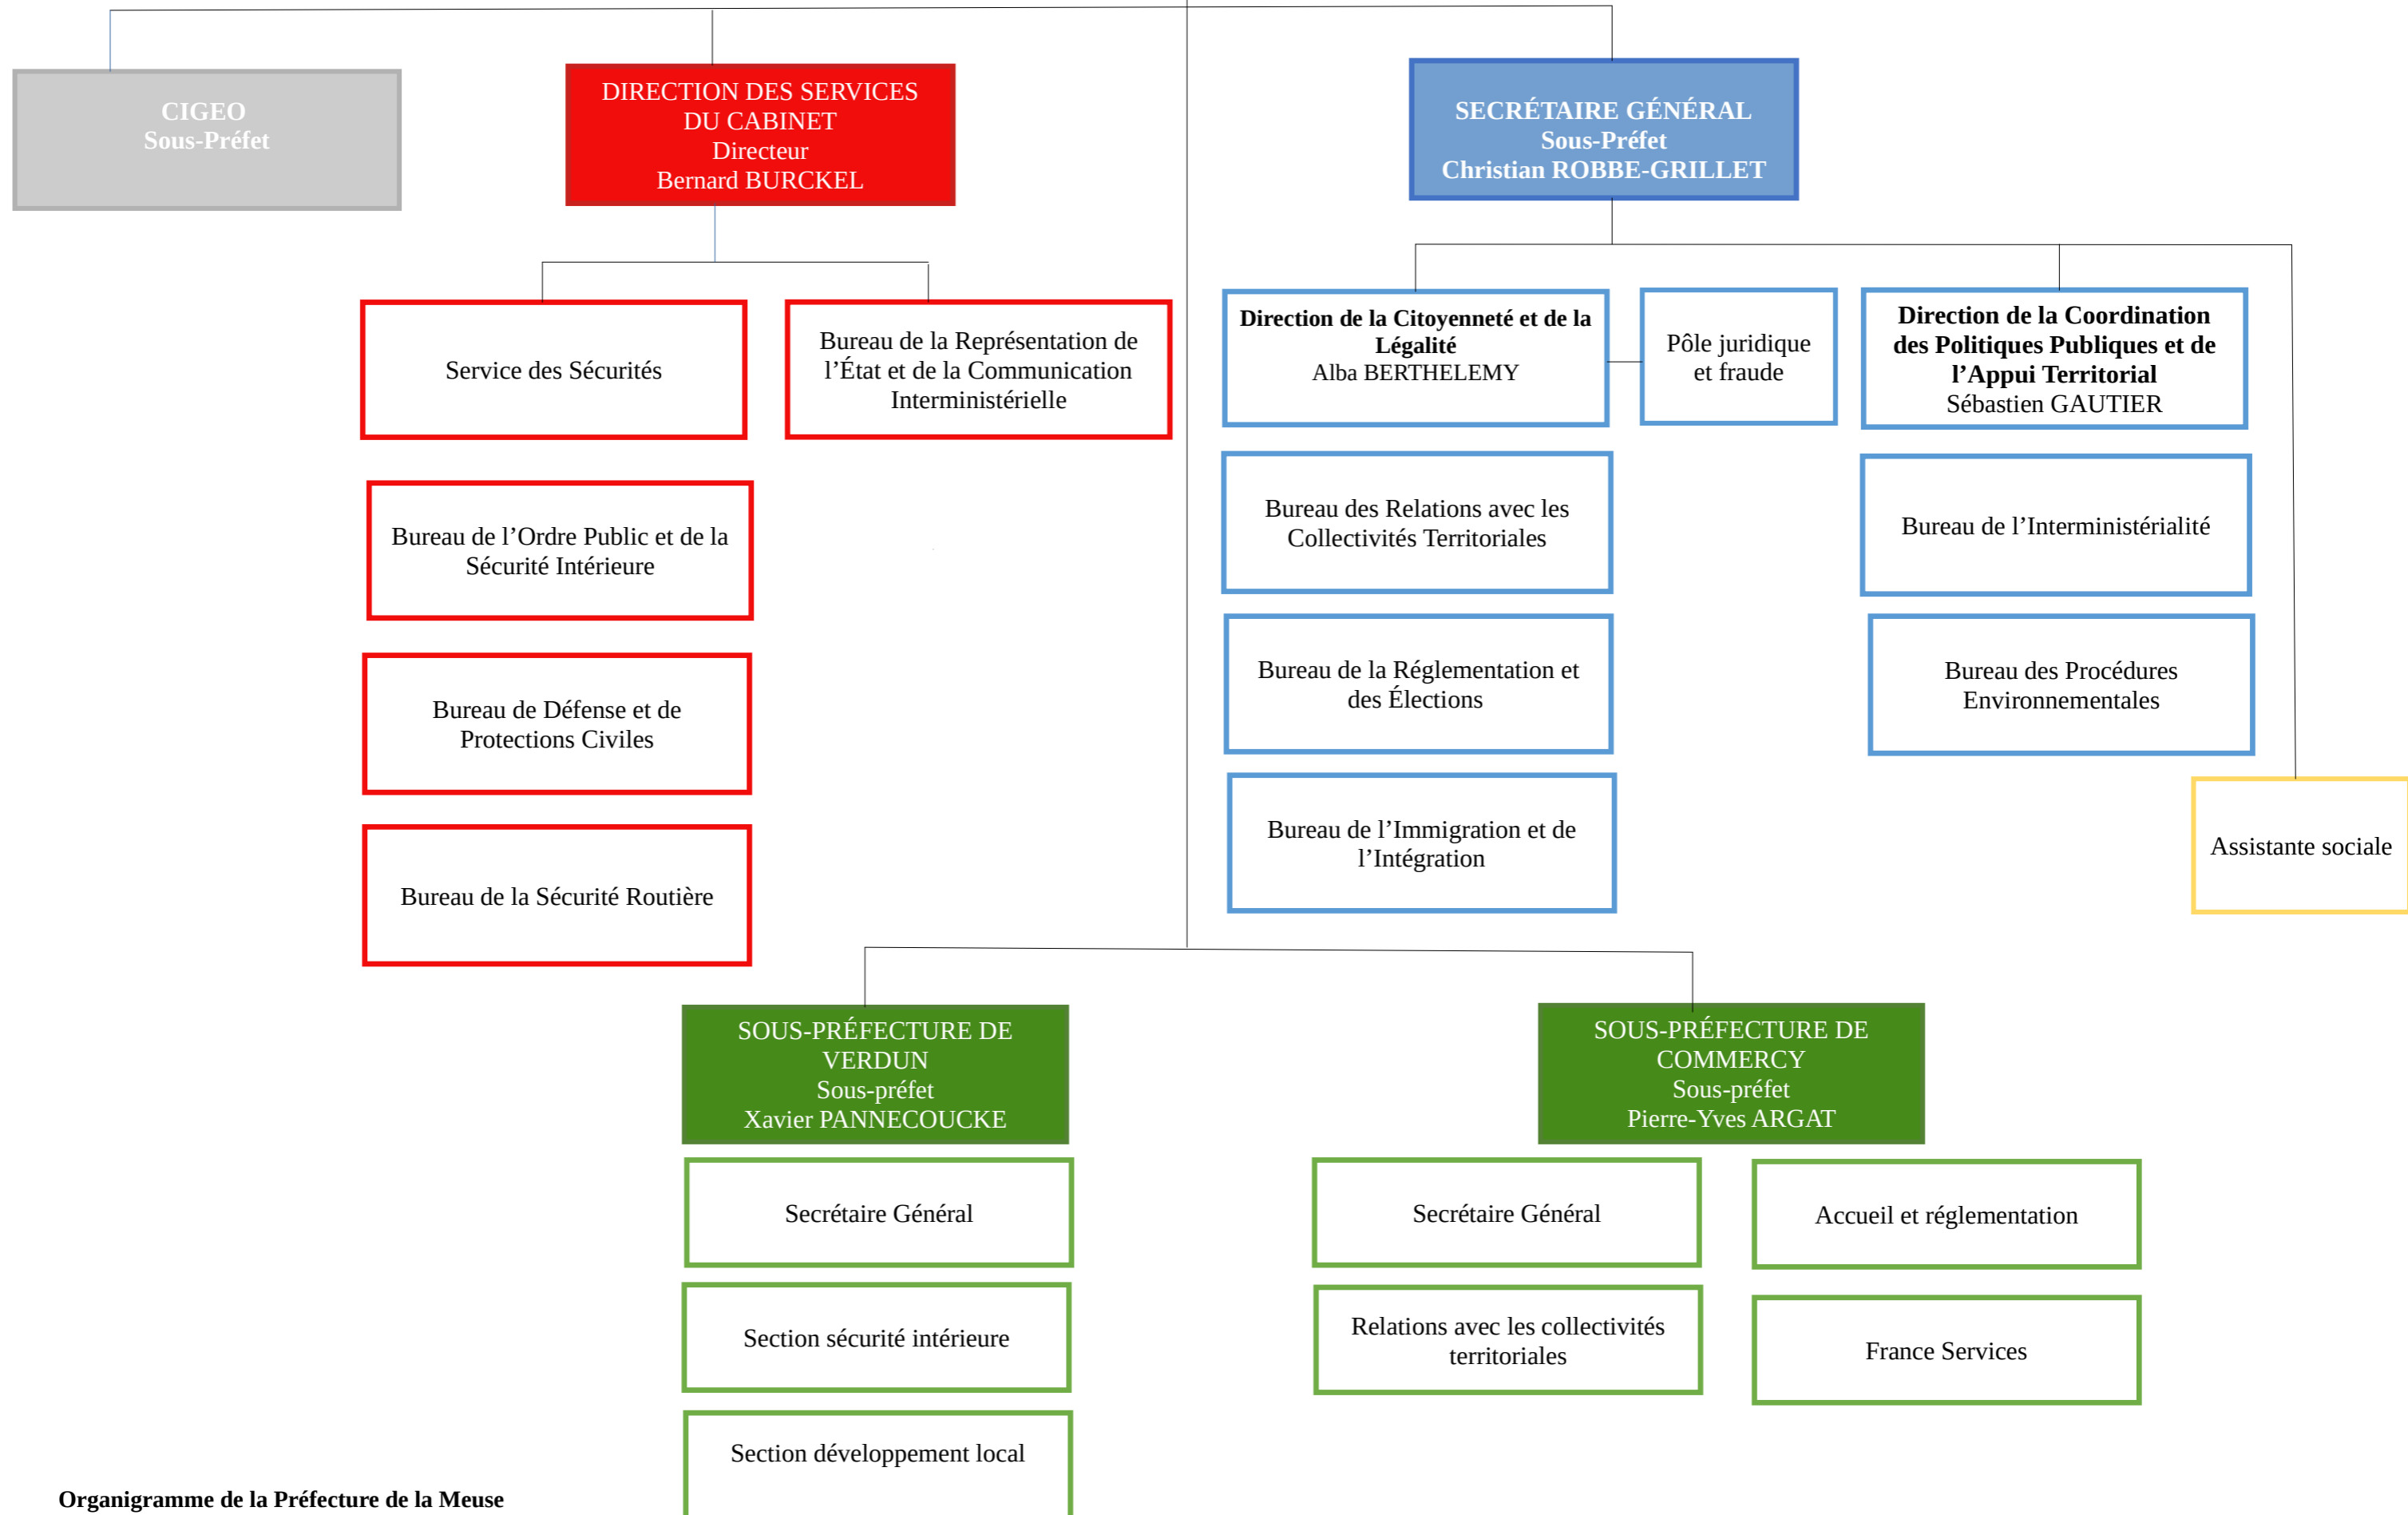 CIGEO
Sous-Préfet
DIRECTION DES SERVICES
DU CABINET
Directeur
Bernard BURCKEL
SECRÉTAIRE GÉNÉRAL
Sous-Préfet
Christian ROBBE-GRILLET
Service des Sécurités
Bureau de la Représentation de
l’État et de la Communication
Interministérielle
Bureau de l’Ordre Public et de la
Sécurité Intérieure
Bureau de Défense et de
Protections Civiles
Bureau de la Sécurité Routière
Direction de la Citoyenneté et de la
Légalité
Alba BERTHELEMY
Pôle juridique
et fraude
Direction de la Coordination
des Politiques Publiques et de
l’Appui Territorial
Sébastien GAUTIER
Bureau des Relations avec les
Collectivités Territoriales
Bureau de la Réglementation et
des Élections
Bureau de l’Immigration et de
l’Intégration
Bureau de l’Interministérialité
Bureau des Procédures
Environnementales
Assistante sociale
SOUS-PRÉFECTURE DE
VERDUN
Sous-préfet
Xavier PANNECOUCKE
Secrétaire Général
Section sécurité intérieure
Section développement local
SOUS-PRÉFECTURE DE
COMMERCY
Sous-préfet
Pierre-Yves ARGAT
Secrétaire Général
Relations avec les collectivités
territoriales
Accueil et réglementation
France Services
Organigramme de la Préfecture de la Meuse